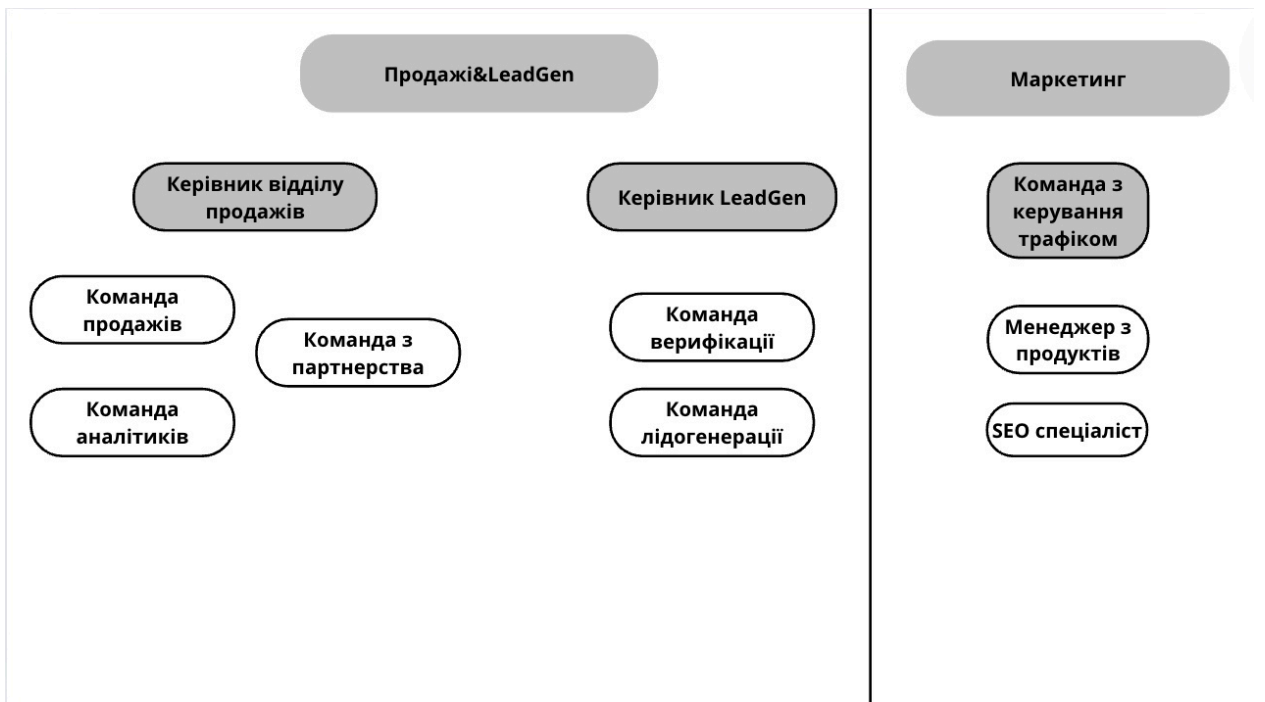 Продажі&LeadGen
Маркетинг
Керівник відділу
продажів
Керівник LeadGen
Команда з
керування
трафіком
Команда
продажів
Команда з
партнерства
Команда
аналітиків
Команда
верифікації
Команда
лідогенерації
Менеджер з
продуктів
SEO спеціаліст